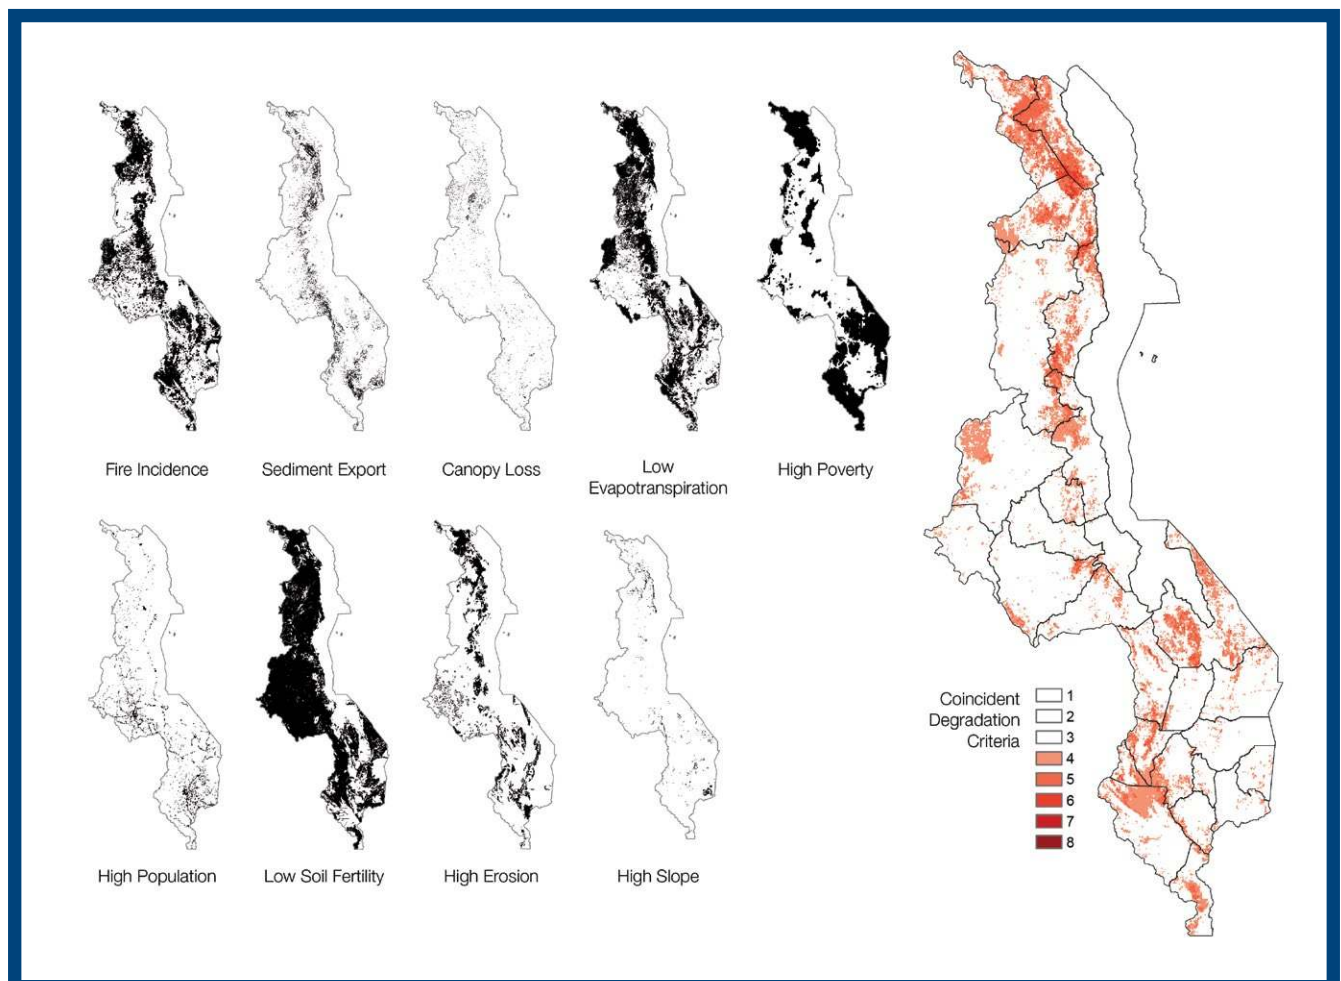 Fire Incidence
Sediment Export
Canopy Loss
Low
Evapotranspiration
High Poverty
High Population
Low Soil Fertility
High Erosion
High Slope
Coincident
Degradation
Criteria
1
2
3
4
5
6
7
8